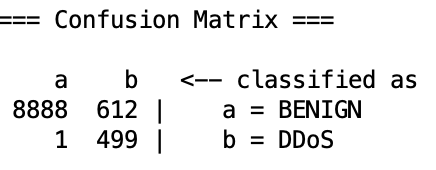 === Confusion Matrix ===
a b <-- classified as
8888 612 | a = BENIGN
1 499 | b = DDoS